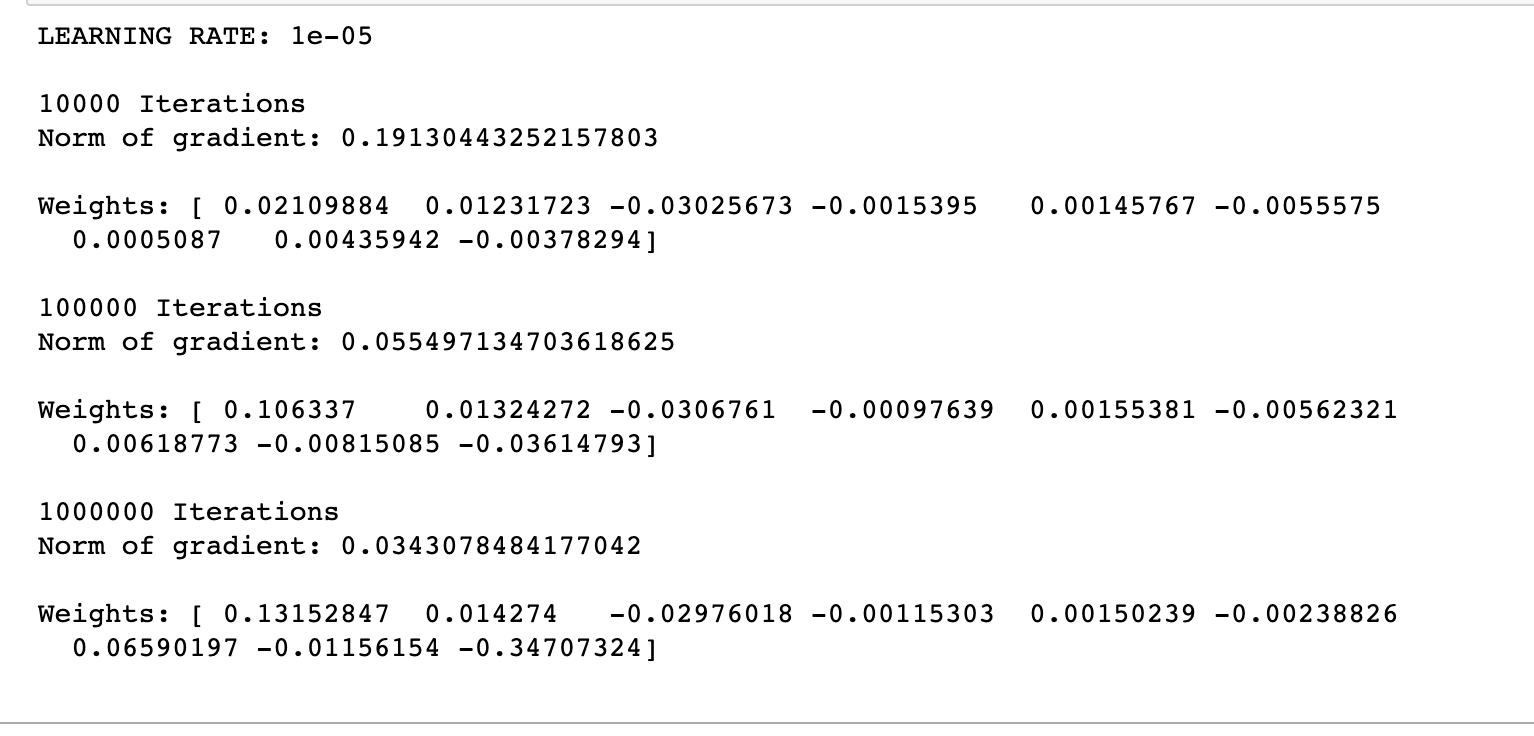 LEARNING RATE: 1e-05
10000 Iterations
Norm of gradient: 0.19130443252157803
Weights: [ 0.02109884 0.01231723 -0.03025673 -0.0015395 0.00145767 -0.0055575
0.0005087 0.00435942 -0.00378294]
100000 Iterations
Norm of gradient: 0.055497134703618625
Weights: [ 0.106337 0.01324272 -0.0306761 -0.00097639 0.00155381 -0.00562321
0.00618773 -0.00815085 -0.03614793]
1000000 Iterations
Norm of gradient: 0.0343078484177042
Weights: [ 0.13152847 0.014274 -0.02976018 -0.00115303 0.00150239 -0.00238826
0.06590197 -0.01156154 -0.34707324]